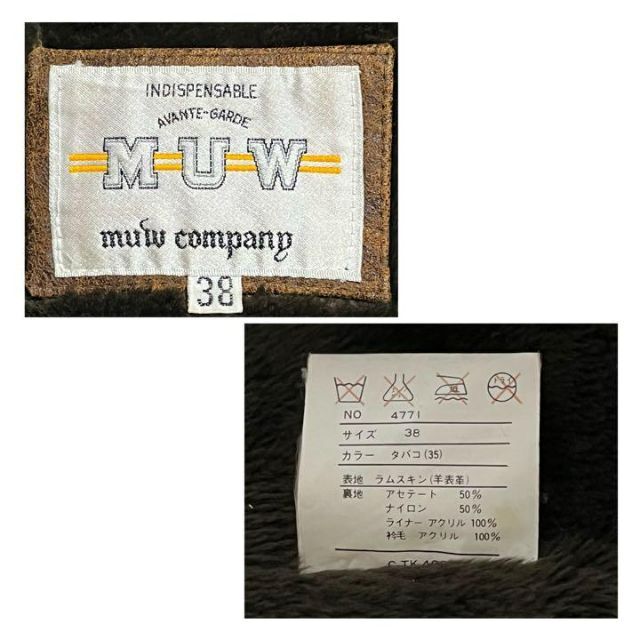 INDISPENSABLE
AVANTE-GARDE
MUW
muw company
38
NO 4771
サイズ 38
カラー タバコ(35)
表地 ラムスキン(羊表革)
裏地 アセテート 50%
ナイロン 50%
ライナー アクリル 100%
衿毛 アクリル 100%